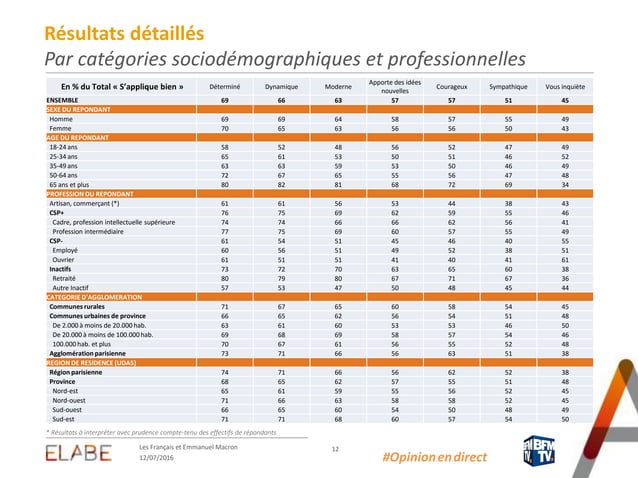 Résultats détaillés
Par catégories sociodémographiques et professionnelles
En % du Total « S'applique bien » Déterminé Dynamique Moderne Apporte des idées nouvelles Courageux Sympathique Vous inquiète
ENSEMBLE 69 66 63 57 57 51 45
SEXE DU REPONDANT
Homme 69 69 64 58 57 55 49
Femme 70 65 63 56 56 50 43
AGE DU REPONDANT
18-24 ans 58 52 48 56 52 47 49
25-34 ans 65 61 53 50 51 46 52
35-49 ans 63 63 59 53 50 46 49
50-64 ans 72 67 65 55 56 47 48
65 ans et plus 80 82 81 68 72 69 34
PROFESSION DU REPONDANT
Artisan, commerçant (*) 61 61 56 53 44 38 43
CSP+ 76 75 69 62 59 55 46
Cadre, profession intellectuelle supérieure 74 74 66 66 62 56 41
Profession intermédiaire 77 75 69 60 57 55 49
CSP- 61 54 51 45 46 40 55
Employé 60 56 51 49 52 38 51
Ouvrier 61 51 51 41 40 41 61
Inactifs 73 72 70 63 65 60 38
Retraité 80 79 80 67 71 67 36
Autre Inactif 57 53 47 50 48 45 44
CATEGORIE D'AGGLOMERATION
Communes rurales 71 67 65 60 58 54 45
Communes urbaines de province 66 65 62 56 54 51 48
De 2.000 à moins de 20.000 hab. 63 61 60 53 53 46 50
De 20.000 à moins de 100.000 hab. 69 68 69 58 57 54 46
100.000 hab. et plus 70 67 61 56 55 52 48
Agglomération parisienne 73 71 66 56 63 51 38
REGION DE RESIDENCE (UDA5)
Région parisienne 74 71 66 56 62 52 38
Province 68 65 62 57 55 51 48
Nord-est 65 61 59 55 56 52 45
Nord-ouest 71 66 63 58 58 52 45
Sud-ouest 66 65 60 54 50 48 49
Sud-est 71 71 68 60 57 54 50
* Résultats à interpréter avec prudence compte-tenu des effectifs de répondants
ELABE
Les Français et Emmanuel Macron
12/07/2016
12
#Opinion en direct
BFM
TV.